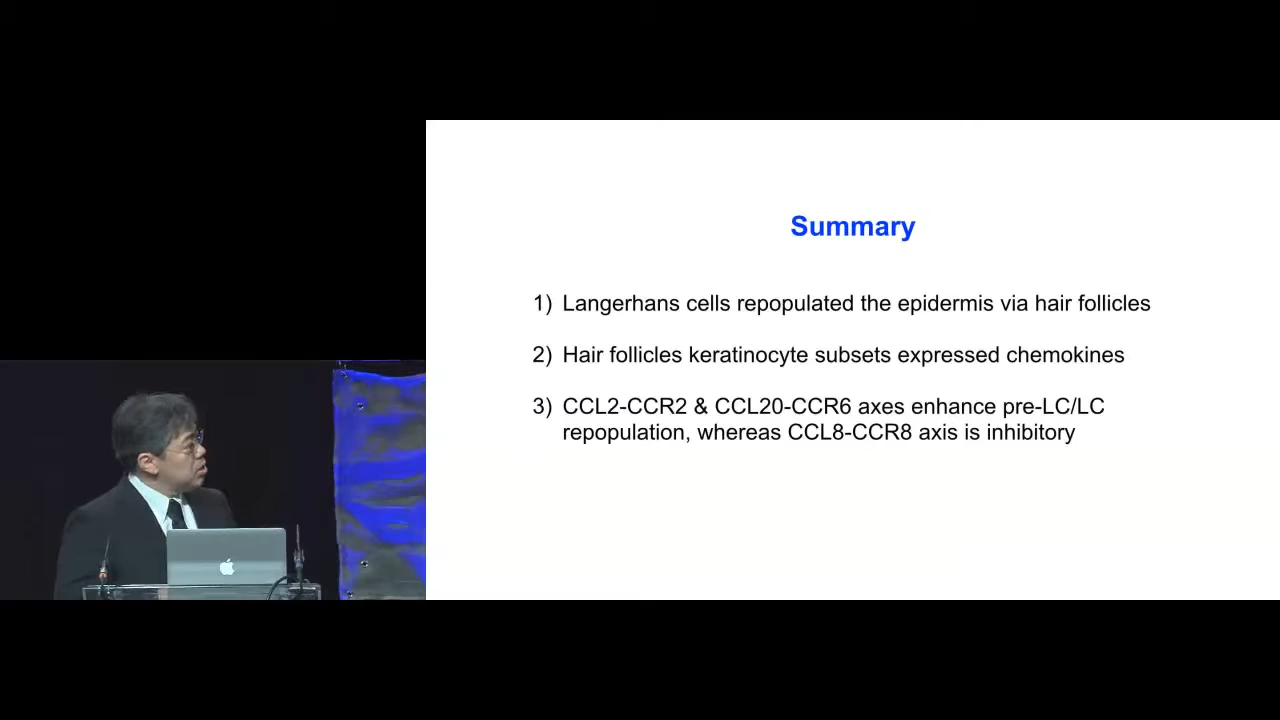 Summary
1) Langerhans cells repopulated the epidermis via hair follicles
2) Hair follicles keratinocyte subsets expressed chemokines
3) CCL2-CCR2 & CCL20-CCR6 axes enhance pre-LC/LC
repopulation, whereas CCL8-CCR8 axis is inhibitory